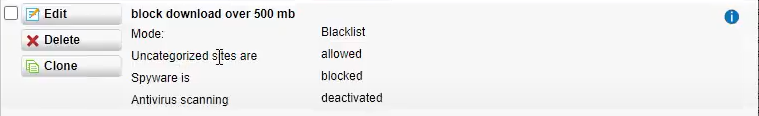 Edit block download over 500 mb
Mode: Blacklist
Delete
Uncategorized sites are allowed
Clone
Spyware is blocked
Antivirus scanning deactivated